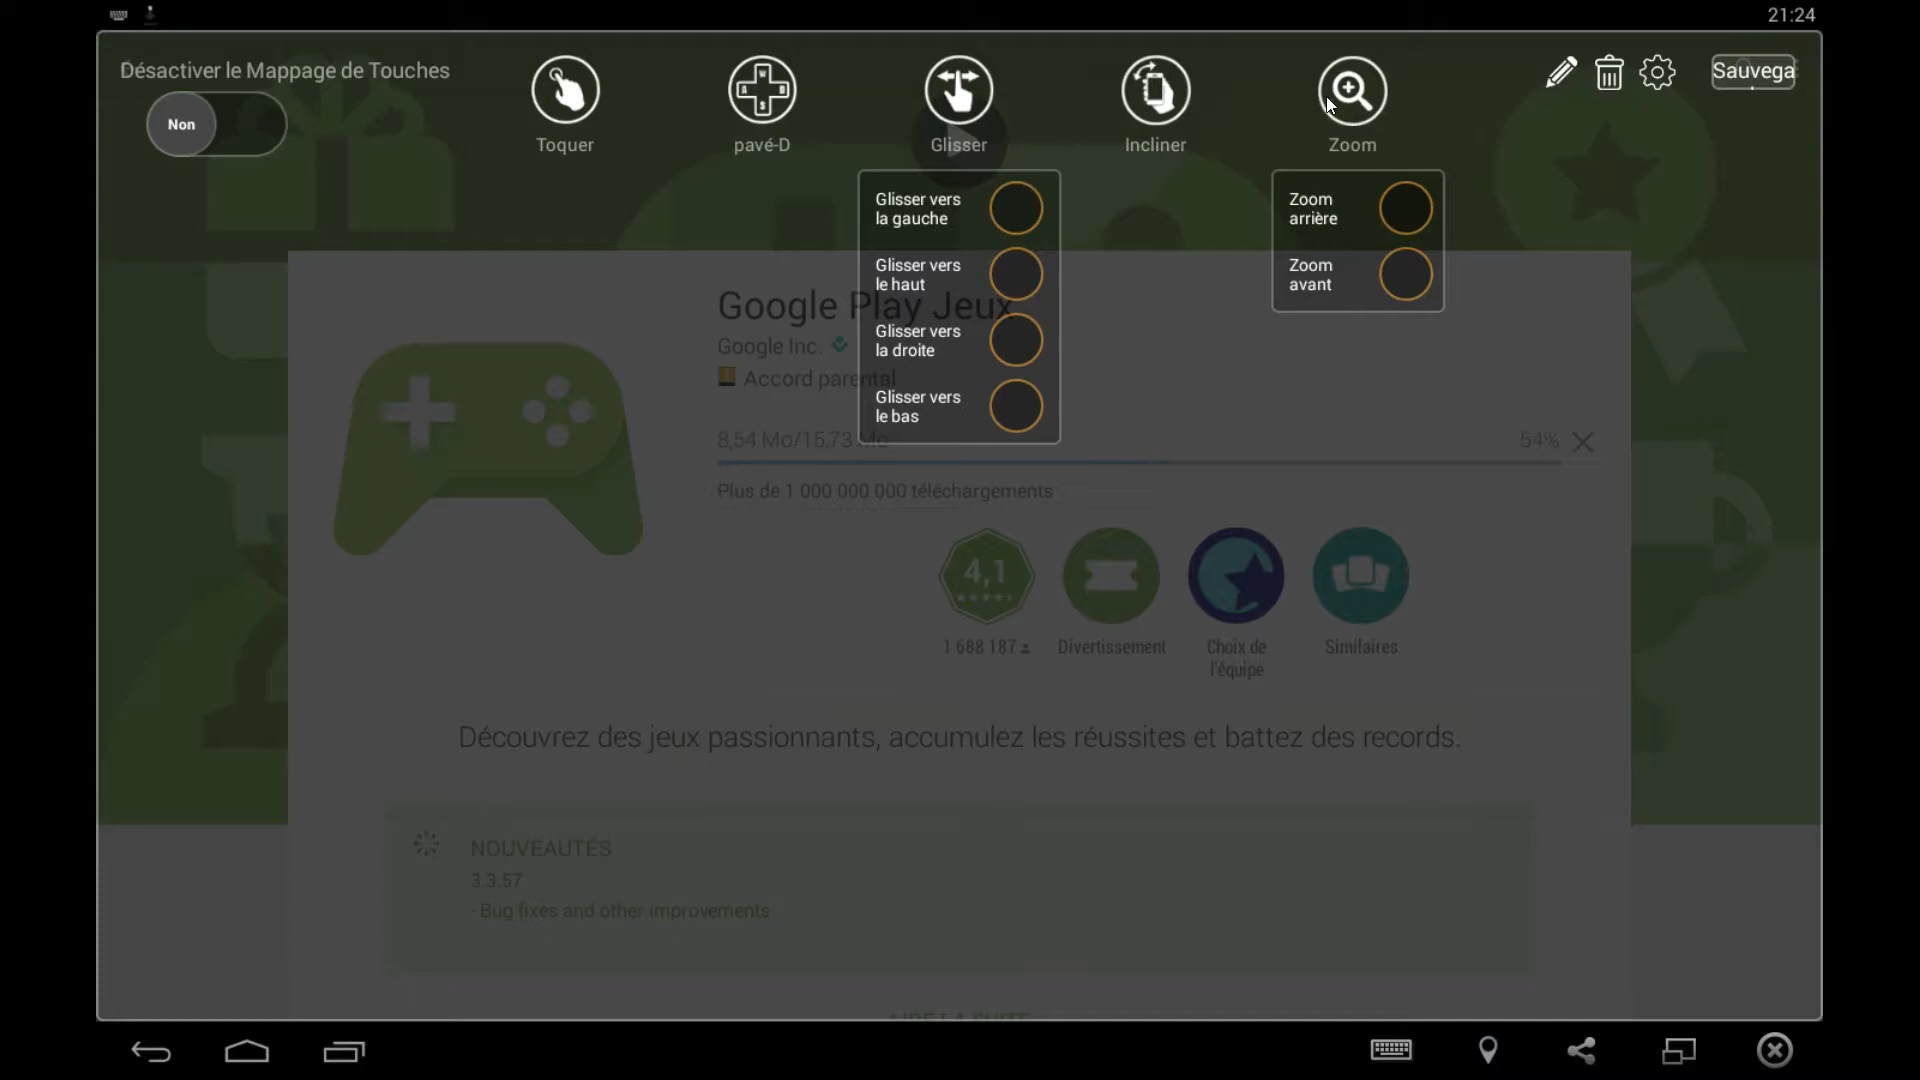 21:24
Désactiver le Mappage de Touches
Non
Toquer
pavé-D
Glisser
Incliner
Zoom
Sauvega
Glisser vers
la gauche
Glisser vers
le haut
Glisser vers
la droite
Glisser vers
le bas
Zoom
arrière
Zoom
avant
Google Play Jeux
Google Inc.
Accord parental
8,54 Mo/15,73 Mo
54%
Plus de 1 000 000 000 téléchargements
4,1
1 688 187
Divertissement
Choix de
l'équipe
Similaires
Découvrez des jeux passionnants, accumulez les réussites et battez des records.
NOUVEAUTÉS
3.3.57
- Bug fixes and other improvements
LIRE LA SUITE